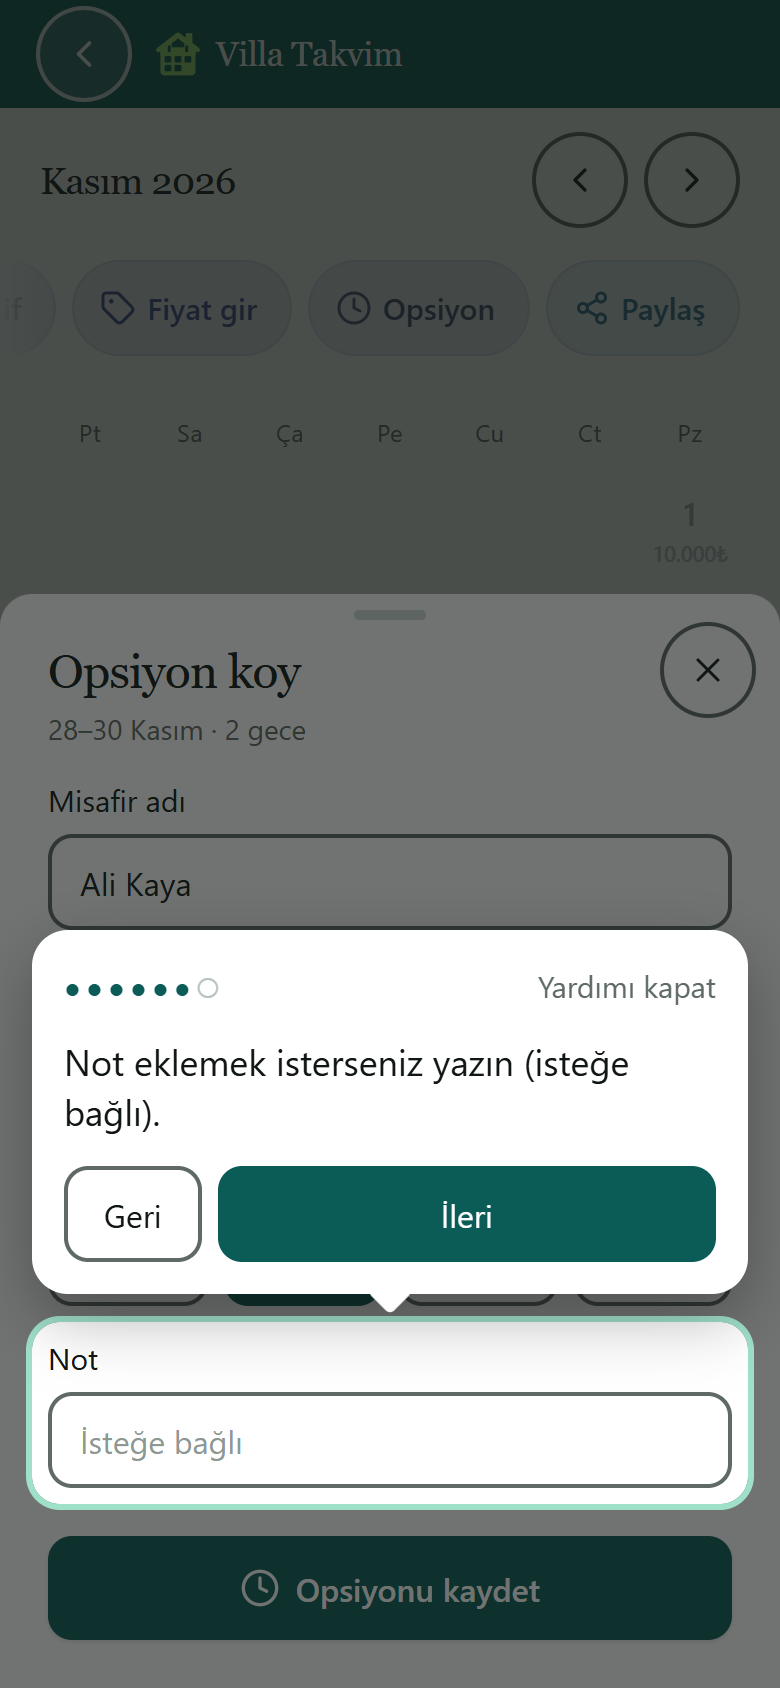 Villa Takvim
Kasım 2026
if
Fiyat gir
Opsiyon
Paylaş
Pt Sa Ça Pe Cu Ct Pz
1
10.000₺
Opsiyon koy
28–30 Kasım · 2 gece
Misafir adı
Ali Kaya
Yardımı kapat
Not eklemek isterseniz yazın (isteğe
bağlı).
Geri
İleri
Not
İsteğe bağlı
Opsiyonu kaydet